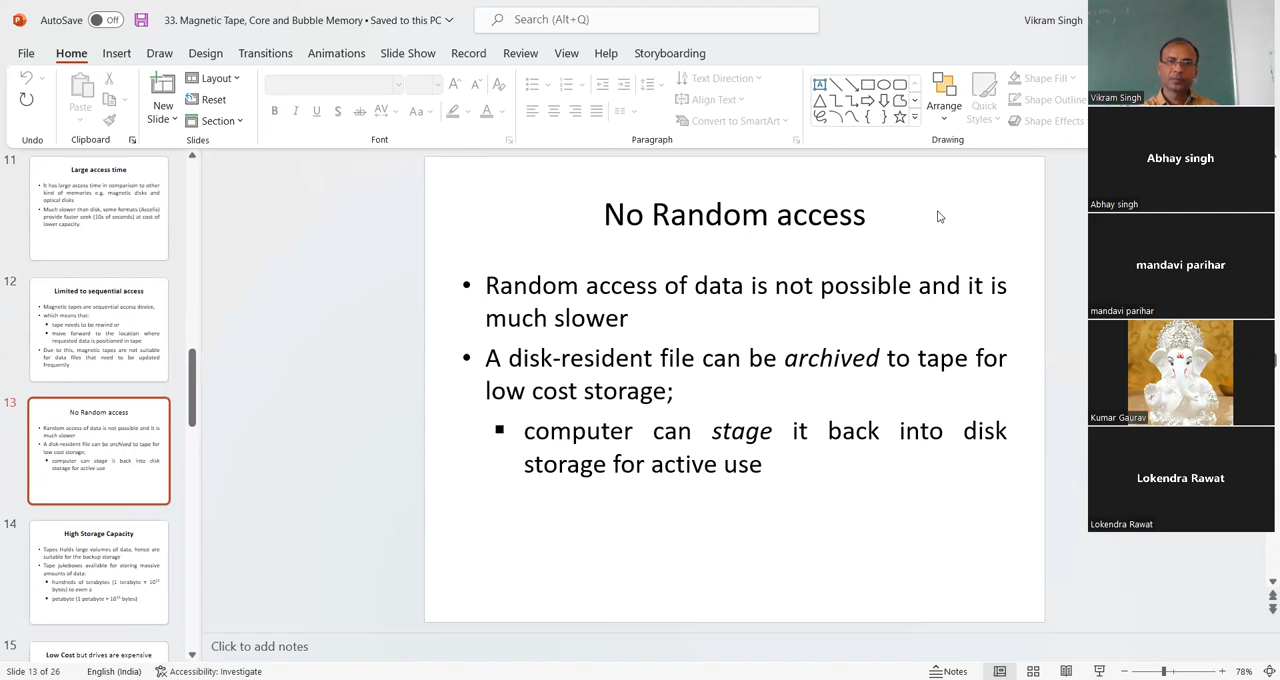 AutoSave Off 33. Magnetic Tape, Core and Bubble Memory • Saved to this PC Search (Alt+Q) Vikram Singh
File Home Insert Draw Design Transitions Animations Slide Show Record Review View Help Storyboarding
Paste
New Slide
Layout
Reset
Section
B I U S ab AV Aa A
Text Direction
Align Text
Convert to SmartArt
Arrange
Quick Styles
Shape Fill
Shape Outline
Shape Effects
Undo Clipboard Slides Font Paragraph Drawing
11
Large access time
• It has large access time in comparison to other
kind of memories e.g. magnetic disks and
optical disks
• Much slower than disk, some formats (Accelis)
provide faster seek (10s of seconds) at cost of
lower capacity.
12
Limited to sequential access
• Magnetic tapes are sequential access device,
• which means that:
▪ tape needs to be rewind or
▪ move forward to the location where
requested data is positioned in tape
• Due to this, magnetic tapes are not suitable
for data files that need to be updated
frequently
13
No Random access
• Random access of data is not possible and it is
much slower
• A disk-resident file can be archived to tape for
low cost storage;
▪ computer can stage it back into disk
storage for active use
14
High Storage Capacity
• Tapes Holds large volumes of data, hence are
suitable for the backup storage
• Tape jukeboxes available for storing massive
amounts of data:
▪ hundreds of terabytes (1 terabyte = 10¹²
bytes) to even a
▪ petabyte (1 petabyte = 10¹⁵ bytes)
15
Low Cost but drives are expensive
No Random access
• Random access of data is not possible and it is
much slower
• A disk-resident file can be archived to tape for
low cost storage;
▪ computer can stage it back into disk
storage for active use
Click to add notes
Slide 13 of 26 English (India) Accessibility: Investigate Notes 78%
Vikram Singh
Abhay singh
Abhay singh
mandavi parihar
mandavi parihar
Kumar Gaurav
Lokendra Rawat
Lokendra Rawat